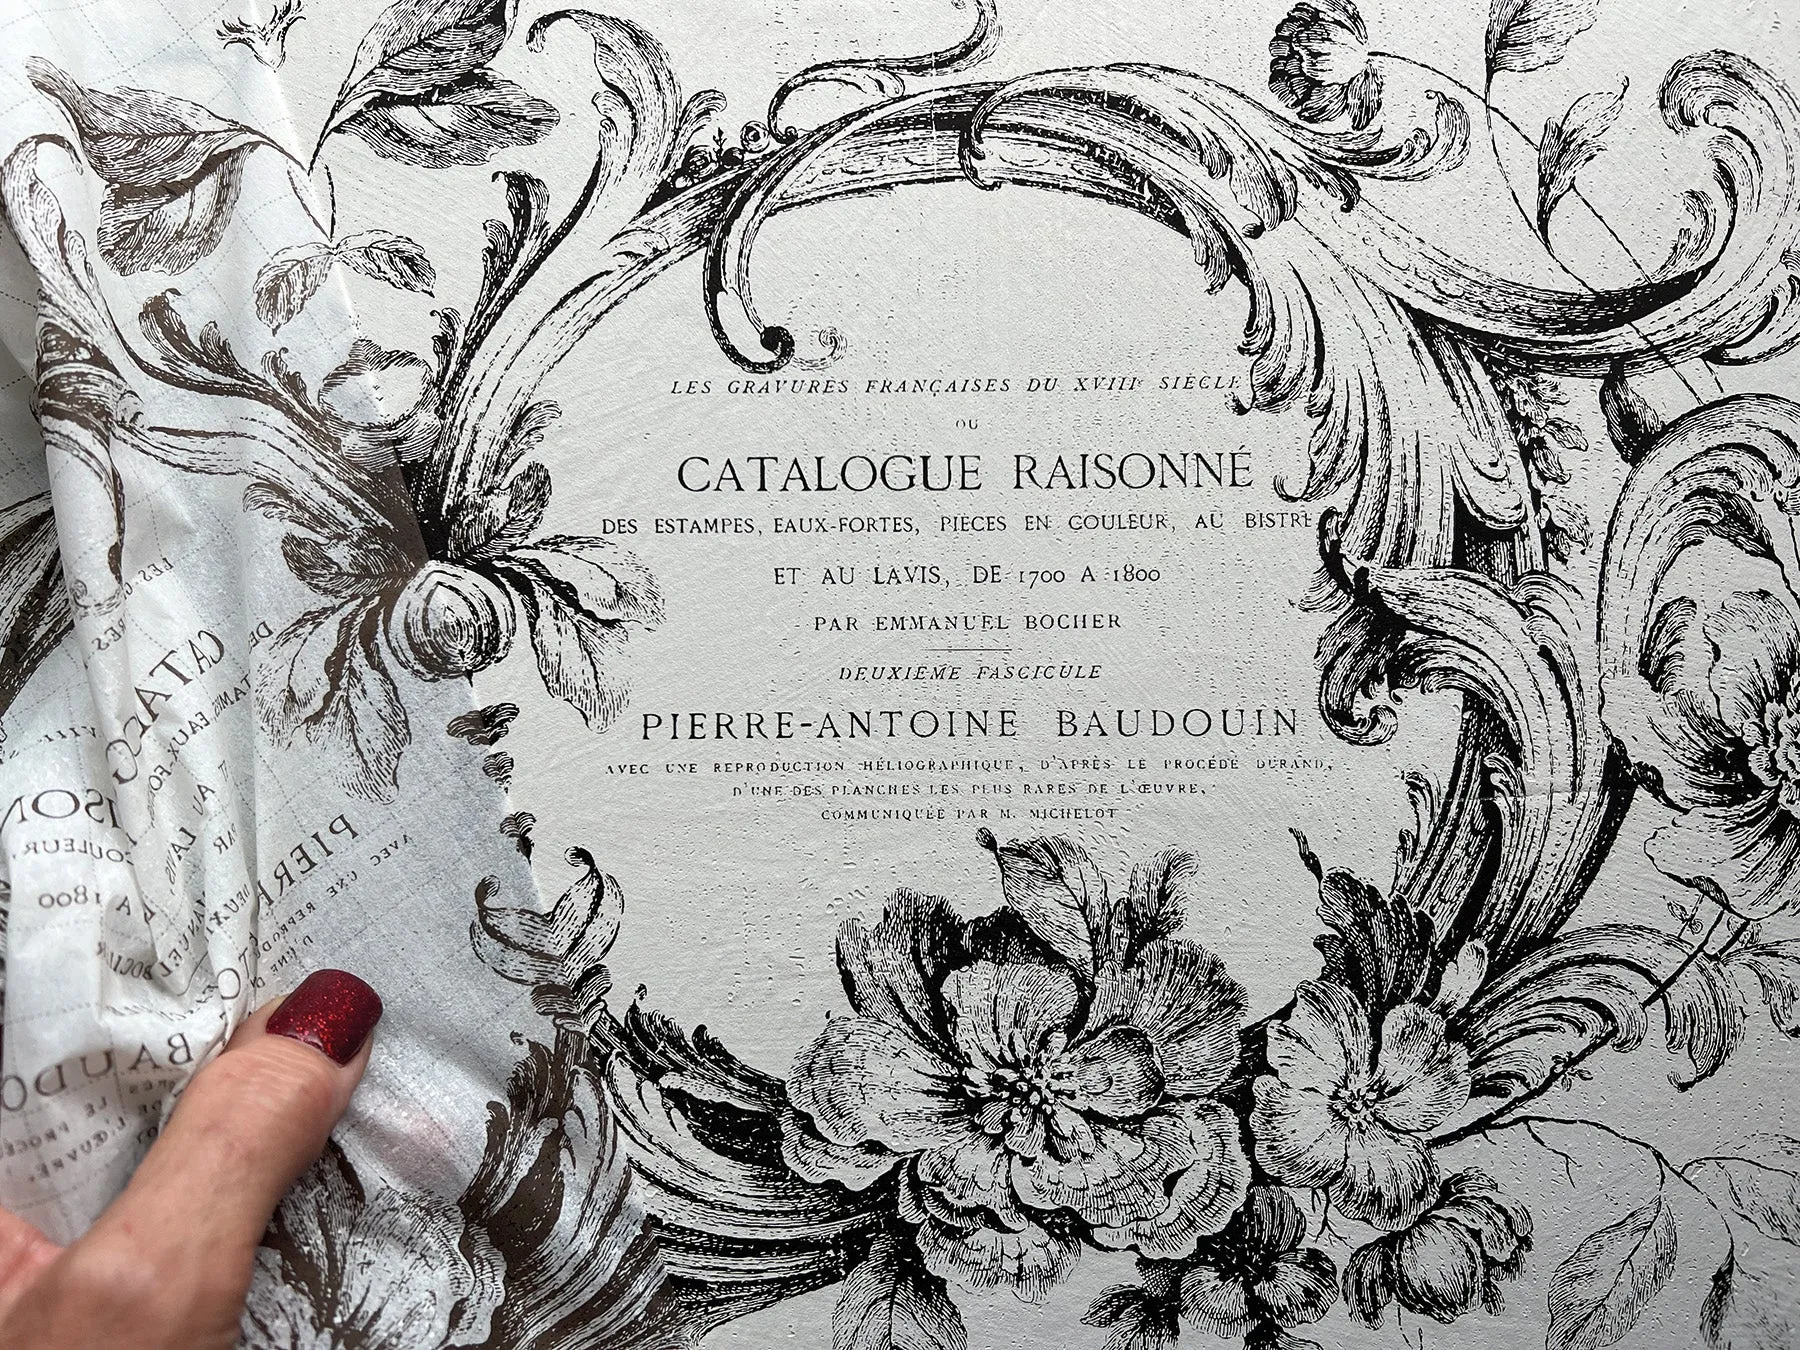 LES GRAVURES FRANÇAISES DU XVIIIe SIÈCLE
OU
CATALOGUE RAISONNÉ
DES ESTAMPES, EAUX-FORTES, PIÈCES EN COULEUR, AU BISTRE
ET AU LAVIS, DE 1700 A 1800
PAR EMMANUEL BOCHER
DEUXIÈME FASCICULE
PIERRE-ANTOINE BAUDOUIN
AVEC UNE REPRODUCTION HÉLIOGRAPHIQUE, D'APRÈS LE PROCÉDÉ DURAND,
D'UNE DES PLANCHES LES PLUS RARES DE L'ŒUVRE,
COMMUNIQUÉE PAR M. MICHELOT